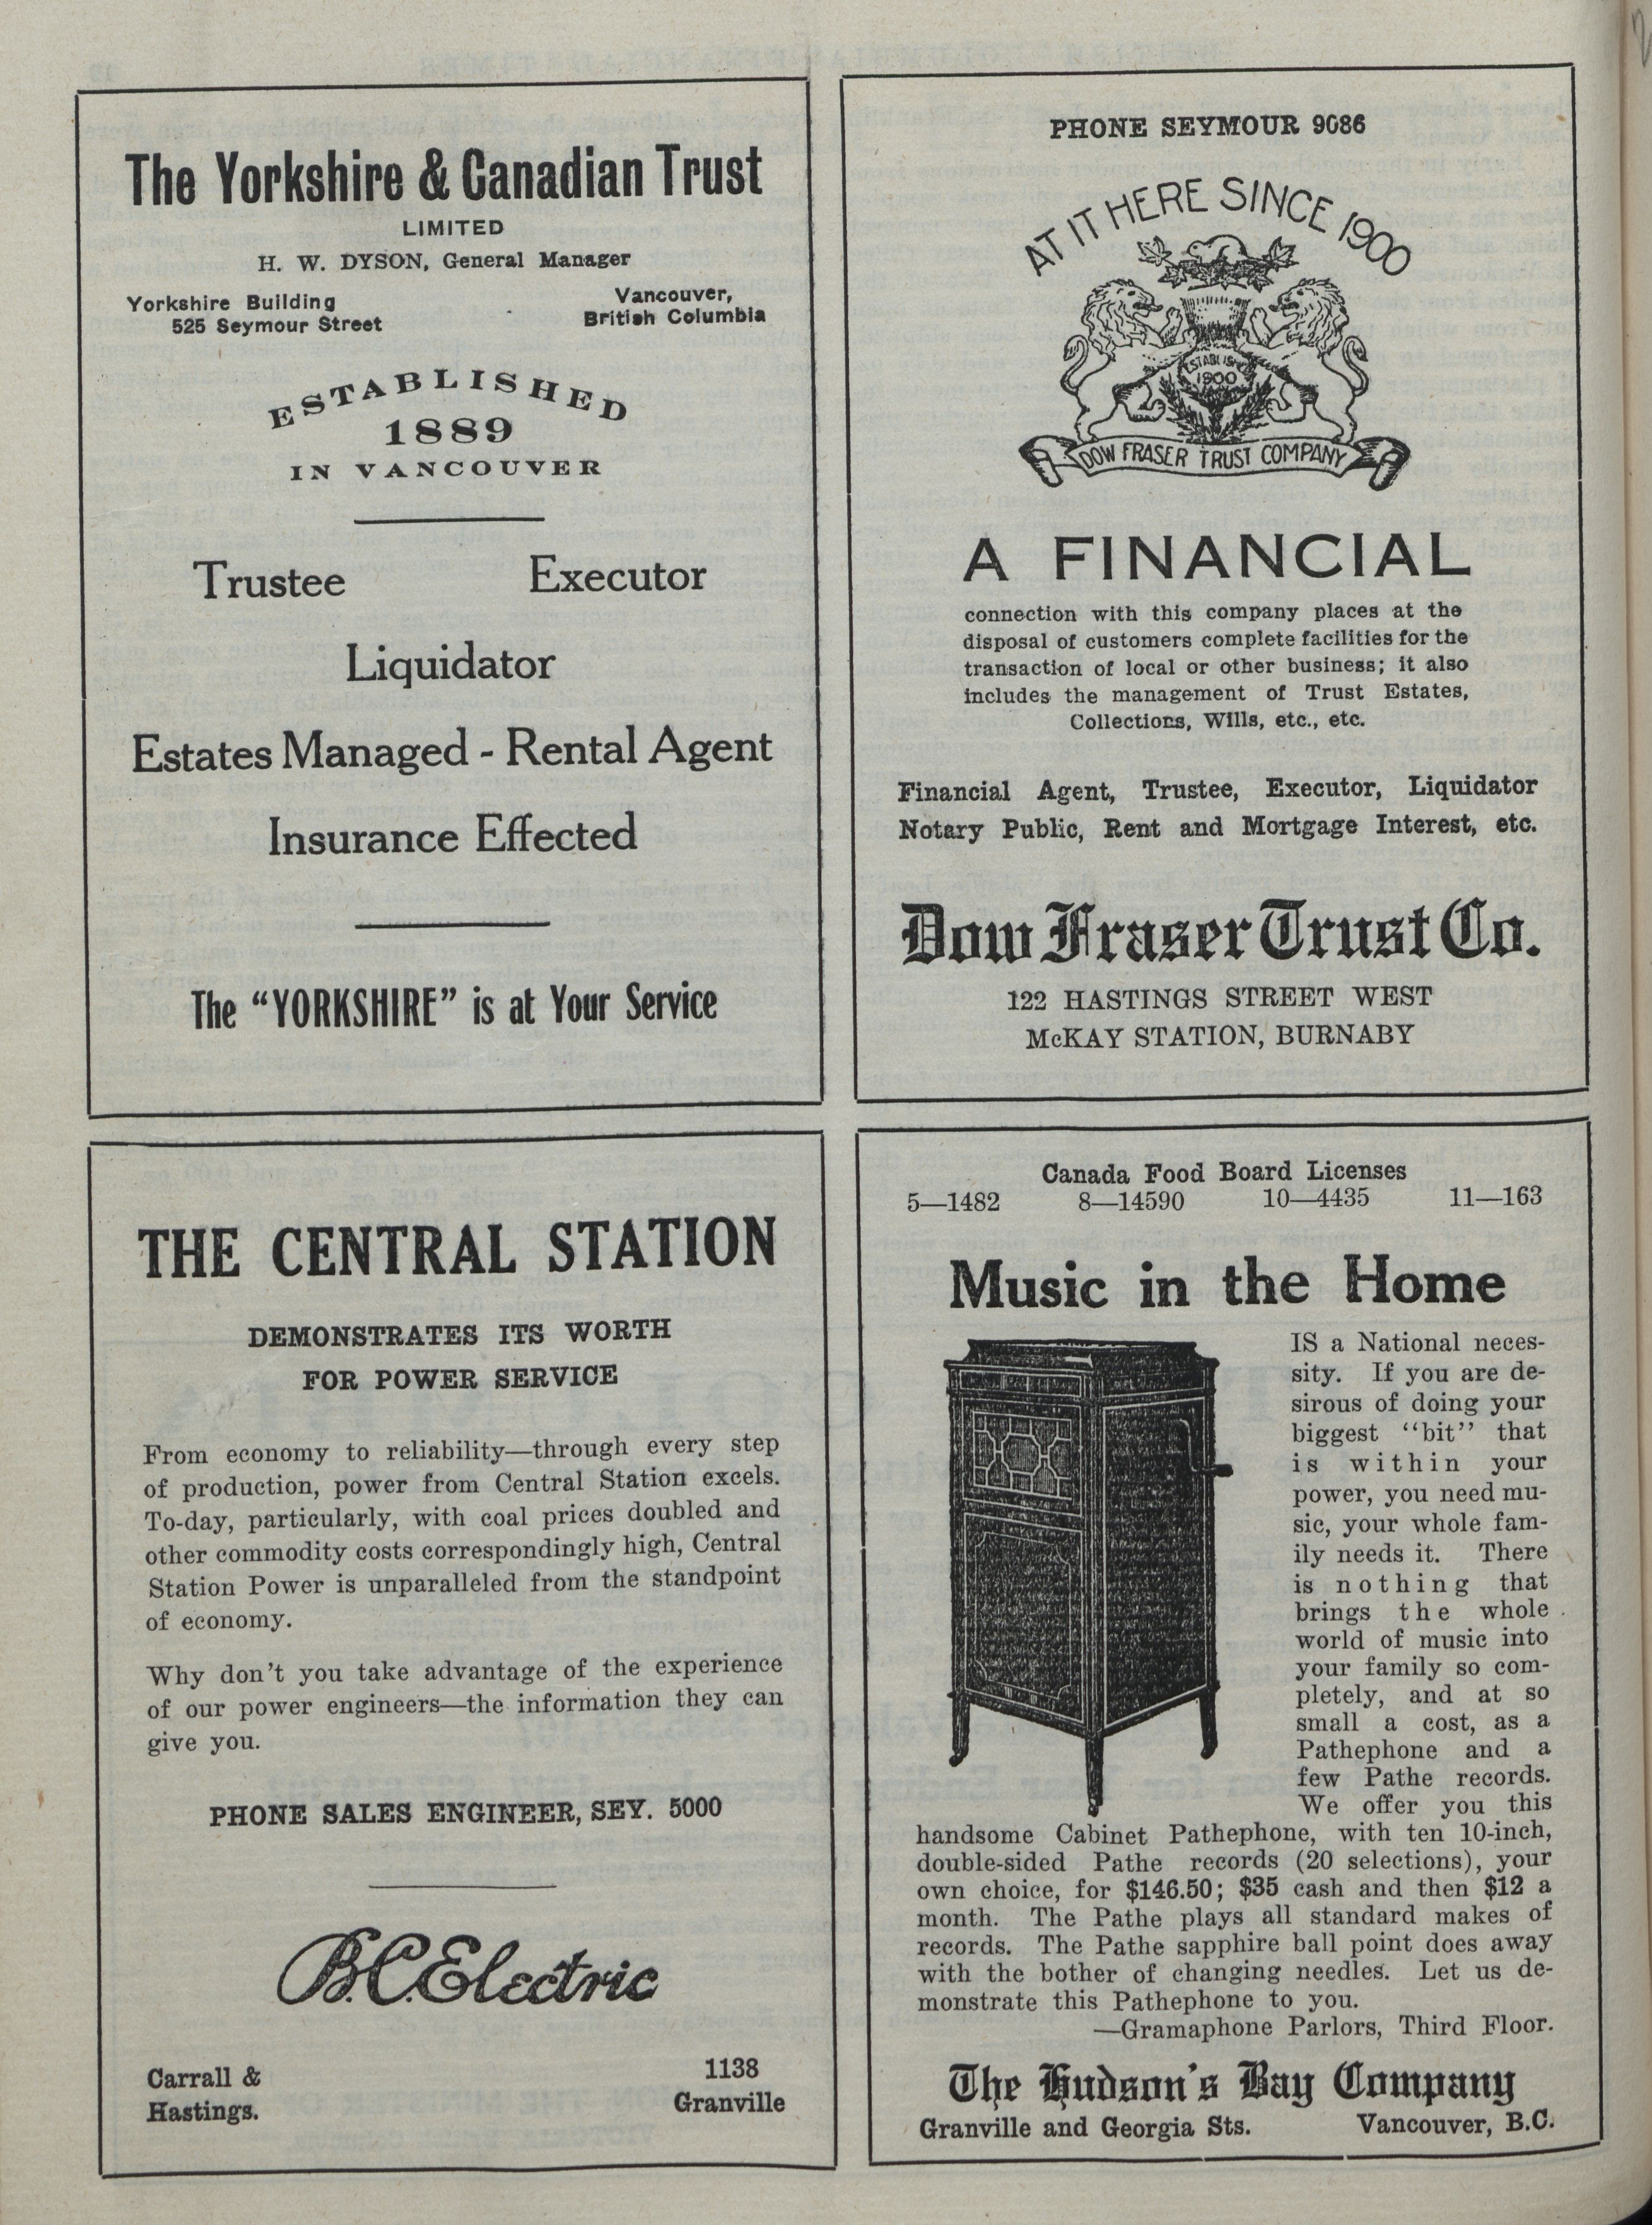 The Yorkshire & Canadian Trust
LIMITED
H. W. DYSON, General Manager
Yorkshire Building
525 Seymour Street
Vancouver,
British Columbia
ESTABLISHED
1889
IN VANCOUVER
Trustee Executor
Liquidator
Estates Managed - Rental Agent
Insurance Effected
The "YORKSHIRE" is at Your Service
PHONE SEYMOUR 9086
AT IT HERE SINCE 1900
ESTABLISHED
1900
DOW FRASER TRUST COMPANY
A FINANCIAL
connection with this company places at the
disposal of customers complete facilities for the
transaction of local or other business; it also
includes the management of Trust Estates,
Collections, Wills, etc., etc.
Financial Agent, Trustee, Executor, Liquidator
Notary Public, Rent and Mortgage Interest, etc.
Dow Fraser Trust Co.
122 HASTINGS STREET WEST
McKAY STATION, BURNABY
THE CENTRAL STATION
DEMONSTRATES ITS WORTH
FOR POWER SERVICE
From economy to reliability—through every step
of production, power from Central Station excels.
To-day, particularly, with coal prices doubled and
other commodity costs correspondingly high, Central
Station Power is unparalleled from the standpoint
of economy.
Why don't you take advantage of the experience
of our power engineers—the information they can
give you.
PHONE SALES ENGINEER, SEY. 5000
B.C. Electric
Carrall &
Hastings.
1138
Granville
Canada Food Board Licenses
5—1482 8—14590 10—4435 11—163
Music in the Home
IS a National neces-
sity. If you are de-
sirous of doing your
biggest "bit" that
is within your
power, you need mu-
sic, your whole fam-
ily needs it. There
is nothing that
brings the whole
world of music into
your family so com-
pletely, and at so
small a cost, as a
Pathephone and a
few Pathe records.
We offer you this
handsome Cabinet Pathephone, with ten 10-inch,
double-sided Pathe records (20 selections), your
own choice, for $146.50; $35 cash and then $12 a
month. The Pathe plays all standard makes of
records. The Pathe sapphire ball point does away
with the bother of changing needles. Let us de-
monstrate this Pathephone to you.
—Gramaphone Parlors, Third Floor.
The Hudson's Bay Company
Granville and Georgia Sts. Vancouver, B.C.